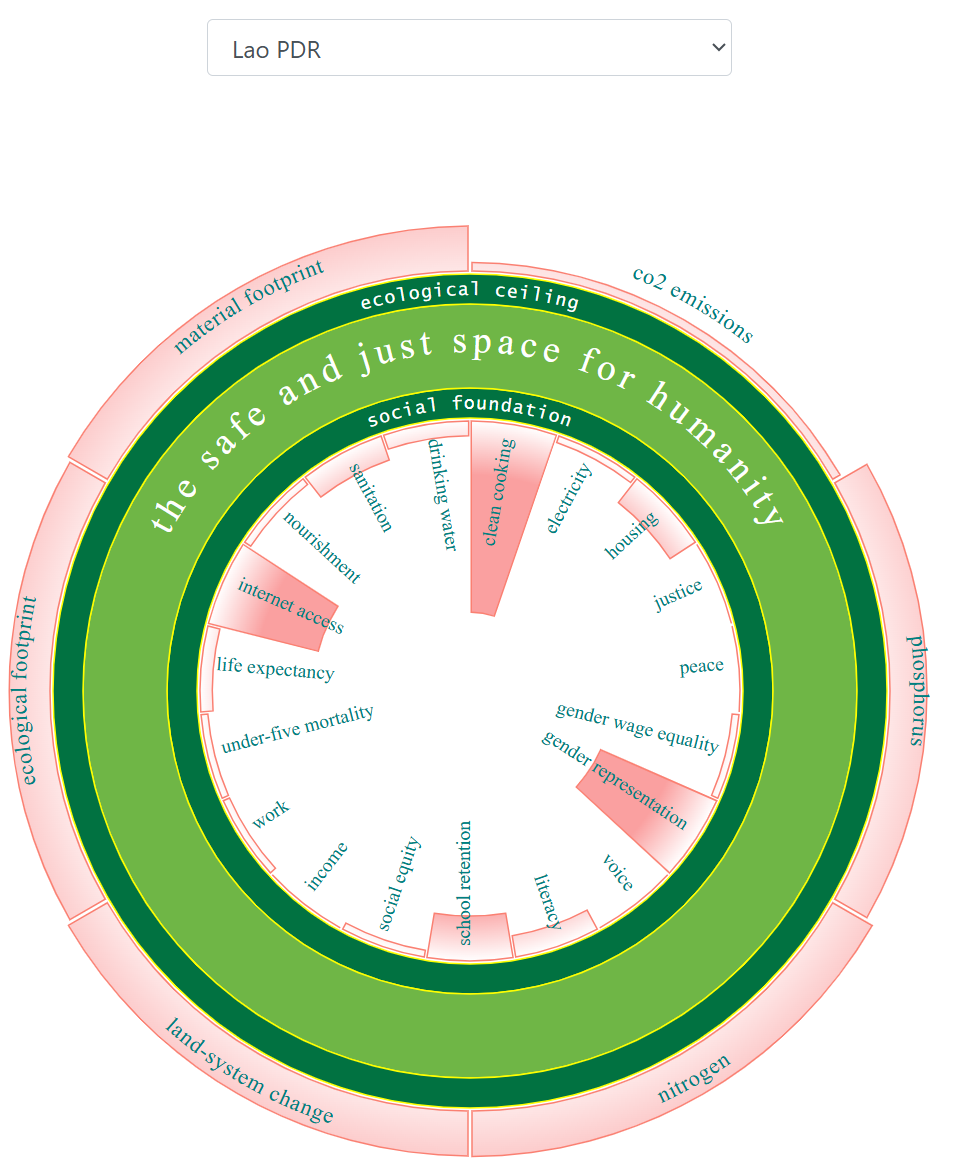 Lao PDR
material footprint
co2 emissions
ecological ceiling
the safe and just space for humanity
social foundation
drinking water
clean cooking
sanitation
electricity
nourishment
housing
internet access
justice
life expectancy
peace
ecological footprint
phosphorus
under-five mortality
gender wage equality
gender representation
work
income
social equity
school retention
literacy
voice
land-system change
nitrogen